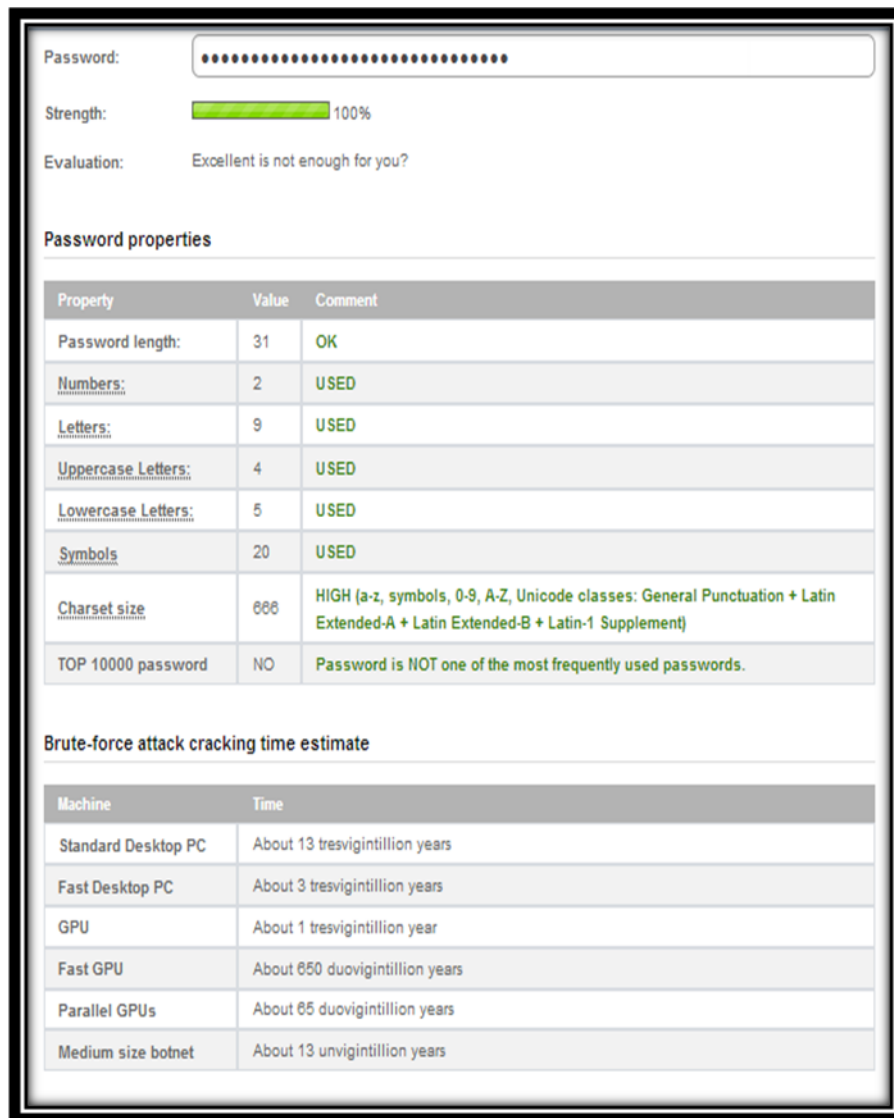 Password: •••••••••••••••••••••••••••••••
Strength: 100%
Evaluation: Excellent is not enough for you?
Password properties
Property Value Comment
Password length: 31 OK
Numbers: 2 USED
Letters: 9 USED
Uppercase Letters: 4 USED
Lowercase Letters: 5 USED
Symbols 20 USED
Charset size 666 HIGH (a-z, symbols, 0-9, A-Z, Unicode classes: General Punctuation + Latin
Extended-A + Latin Extended-B + Latin-1 Supplement)
TOP 10000 password NO Password is NOT one of the most frequently used passwords.
Brute-force attack cracking time estimate
Machine Time
Standard Desktop PC About 13 tresvigintillion years
Fast Desktop PC About 3 tresvigintillion years
GPU About 1 tresvigintillion year
Fast GPU About 650 duovigintillion years
Parallel GPUs About 65 duovigintillion years
Medium size botnet About 13 unvigintillion years